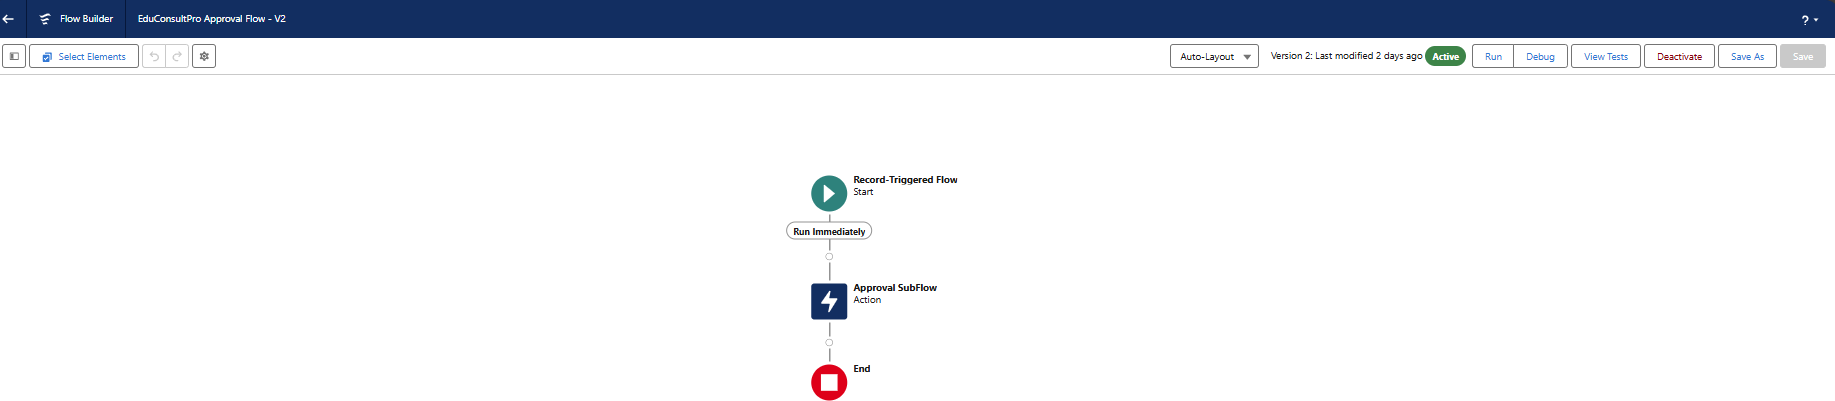 Flow Builder
EduConsultPro Approval Flow - V2
?
Select Elements
Auto-Layout
Version 2: Last modified 2 days ago
Active
Run
Debug
View Tests
Deactivate
Save As
Save
Record-Triggered Flow
Start
Run Immediately
Approval SubFlow
Action
End